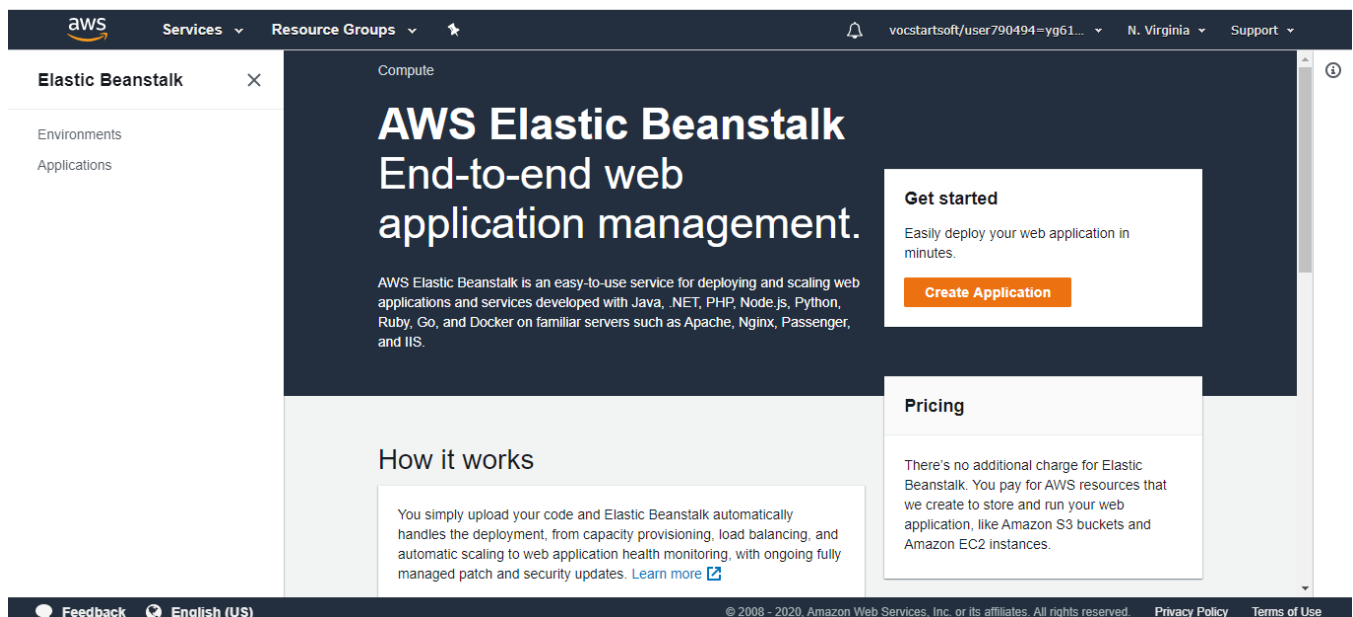 aws Services Resource Groups vocstartsoft/user790494=yg61... N. Virginia Support
Elastic Beanstalk
Environments
Applications
Compute
AWS Elastic Beanstalk
End-to-end web
application management.
AWS Elastic Beanstalk is an easy-to-use service for deploying and scaling web
applications and services developed with Java, .NET, PHP, Node.js, Python,
Ruby, Go, and Docker on familiar servers such as Apache, Nginx, Passenger,
and IIS.
Get started
Easily deploy your web application in
minutes.
Create Application
Pricing
There's no additional charge for Elastic
Beanstalk. You pay for AWS resources that
we create to store and run your web
application, like Amazon S3 buckets and
Amazon EC2 instances.
How it works
You simply upload your code and Elastic Beanstalk automatically
handles the deployment, from capacity provisioning, load balancing, and
automatic scaling to web application health monitoring, with ongoing fully
managed patch and security updates. Learn more
Feedback English (US) © 2008 - 2020, Amazon Web Services, Inc. or its affiliates. All rights reserved. Privacy Policy Terms of Use